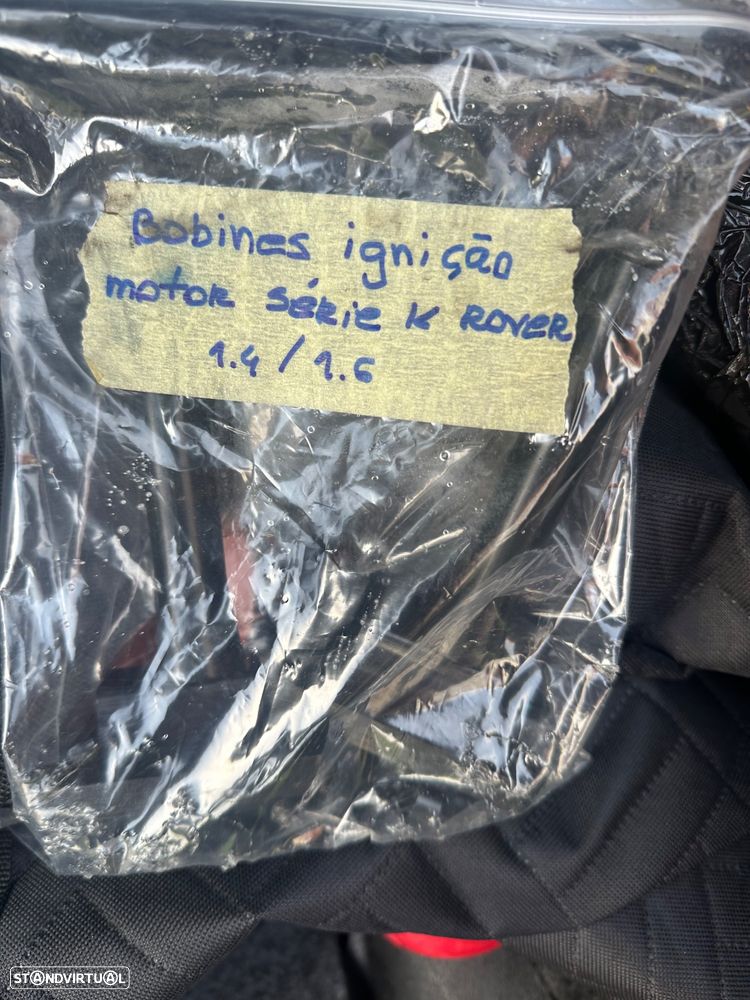 Bobines ignição
motor série K ROVER
1.4 / 1.6
STANDVIRTUAL